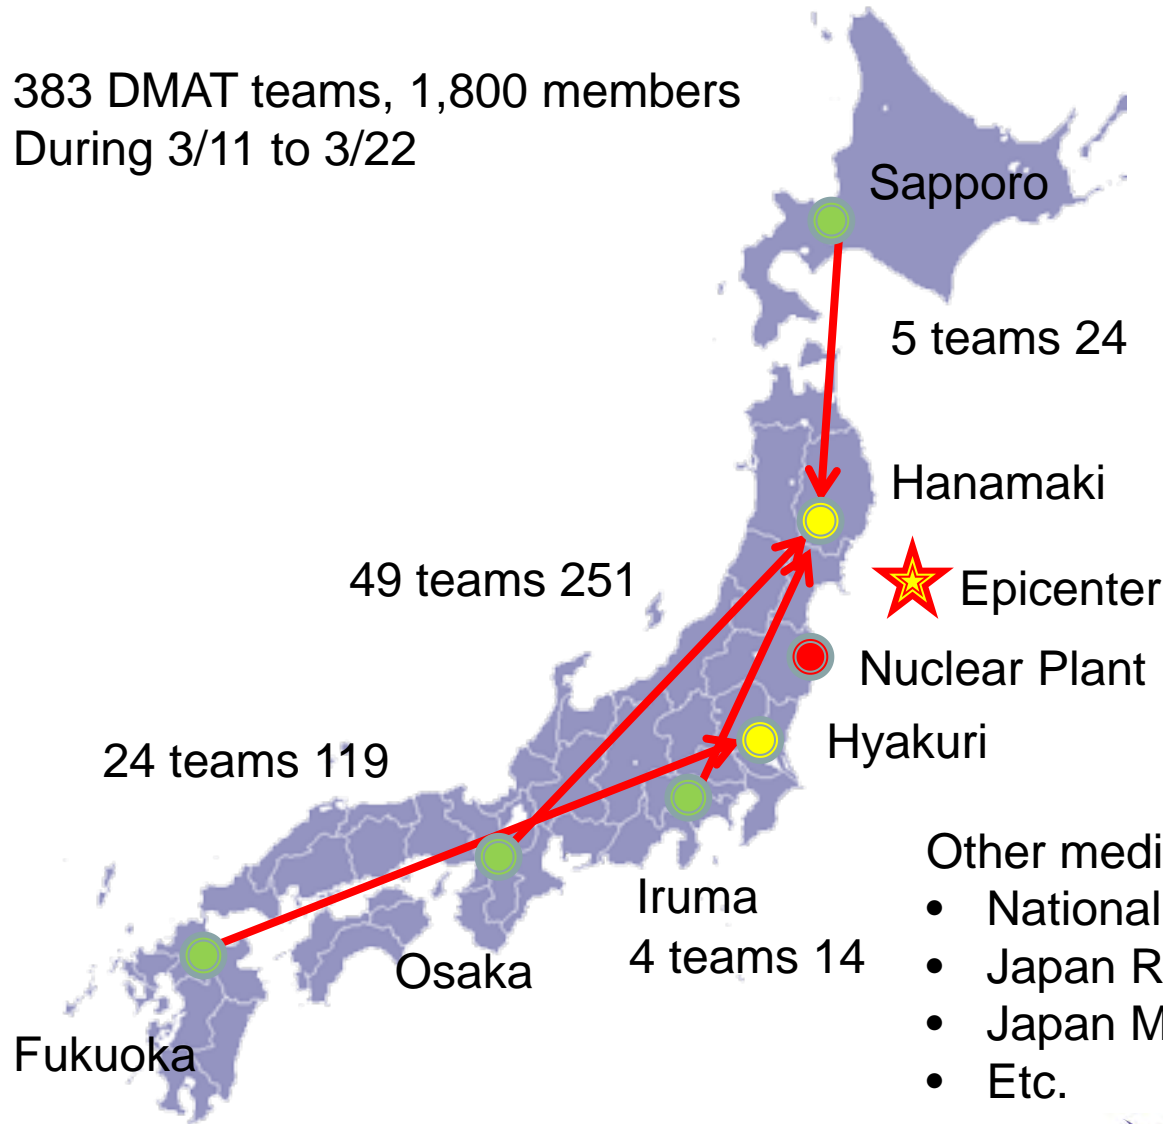 383 DMAT teams, 1,800 members
During 3/11 to 3/22
Sapporo
5 teams 24
Hanamaki
49 teams 251
Epicenter
Nuclear Plant
Hyakuri
24 teams 119
Iruma
4 teams 14
Osaka
Fukuoka
Other medi
• National
• Japan R
• Japan M
• Etc.